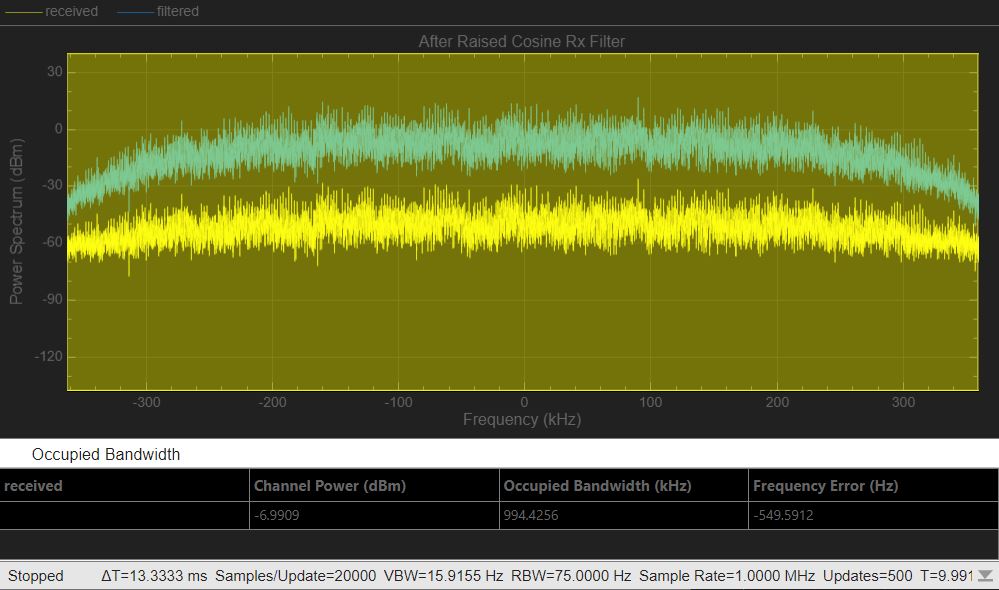 received filtered
After Raised Cosine Rx Filter
30
0
-30
-60
-90
-120
Power Spectrum (dBm)
-300 -200 -100 0 100 200 300
Frequency (kHz)
Occupied Bandwidth
received Channel Power (dBm) Occupied Bandwidth (kHz) Frequency Error (Hz)
-6.9909 994.4256 -549.5912
Stopped ΔT=13.3333 ms Samples/Update=20000 VBW=15.9155 Hz RBW=75.0000 Hz Sample Rate=1.0000 MHz Updates=500 T=9.991